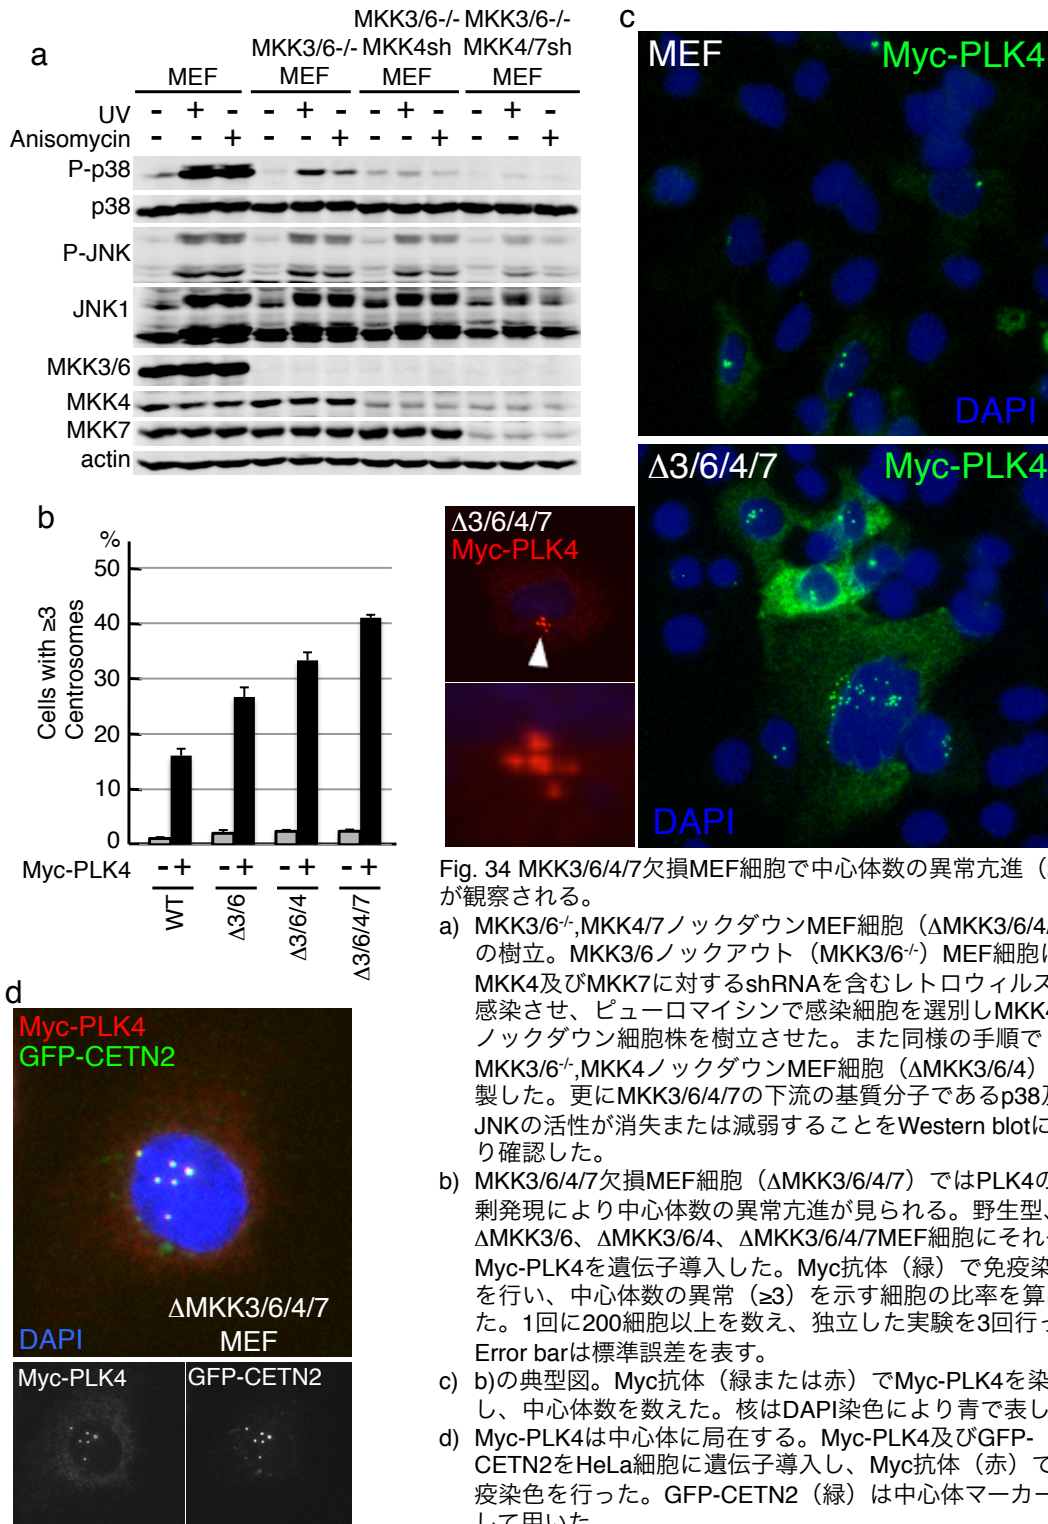 a
MKK3/6-/- MKK3/6-/-
MKK3/6-/- MKK4sh MKK4/7sh
MEF MEF MEF MEF
UV - + - - + - - + - - + -
Anisomycin - - + - - + - - + - - +
P-p38
p38
P-JNK
JNK1
MKK3/6
MKK4
MKK7
actin
b
%
50
40
30
20
10
0
Cells with ≥3
Centrosomes
Myc-PLK4 - + - + - + - +
WT
Δ3/6
Δ3/6/4
Δ3/6/4/7
Δ3/6/4/7
Myc-PLK4
c
MEF Myc-PLK4
DAPI
Δ3/6/4/7 Myc-PLK4
DAPI
d
Myc-PLK4
GFP-CETN2
ΔMKK3/6/4/7
DAPI MEF
Myc-PLK4 GFP-CETN2
Fig. 34 MKK3/6/4/7欠損MEF細胞で中心体数の異常亢進（
が観察される。
a) MKK3/6-/-,MKK4/7ノックダウンMEF細胞（ΔMKK3/6/4/
の樹立。MKK3/6ノックアウト（MKK3/6-/-）MEF細胞に
MKK4及びMKK7に対するshRNAを含むレトロウィルス
感染させ、ピューロマイシンで感染細胞を選別しMKK4
ノックダウン細胞株を樹立させた。また同様の手順で
MKK3/6-/-,MKK4ノックダウンMEF細胞（ΔMKK3/6/4）
製した。更にMKK3/6/4/7の下流の基質分子であるp38及
JNKの活性が消失または減弱することをWestern blotに
り確認した。
b) MKK3/6/4/7欠損MEF細胞（ΔMKK3/6/4/7）ではPLK4の
剰発現により中心体数の異常亢進が見られる。野生型、
ΔMKK3/6、ΔMKK3/6/4、ΔMKK3/6/4/7MEF細胞にそれ
Myc-PLK4を遺伝子導入した。Myc抗体（緑）で免疫染
を行い、中心体数の異常（≥3）を示す細胞の比率を算
た。1回に200細胞以上を数え、独立した実験を3回行っ
Error barは標準誤差を表す。
c) b)の典型図。Myc抗体（緑または赤）でMyc-PLK4を染
し、中心体数を数えた。核はDAPI染色により青で表し
d) Myc-PLK4は中心体に局在する。Myc-PLK4及びGFP-
CETN2をHeLa細胞に遺伝子導入し、Myc抗体（赤）で
疫染色を行った。GFP-CETN2（緑）は中心体マーカー
して用いた